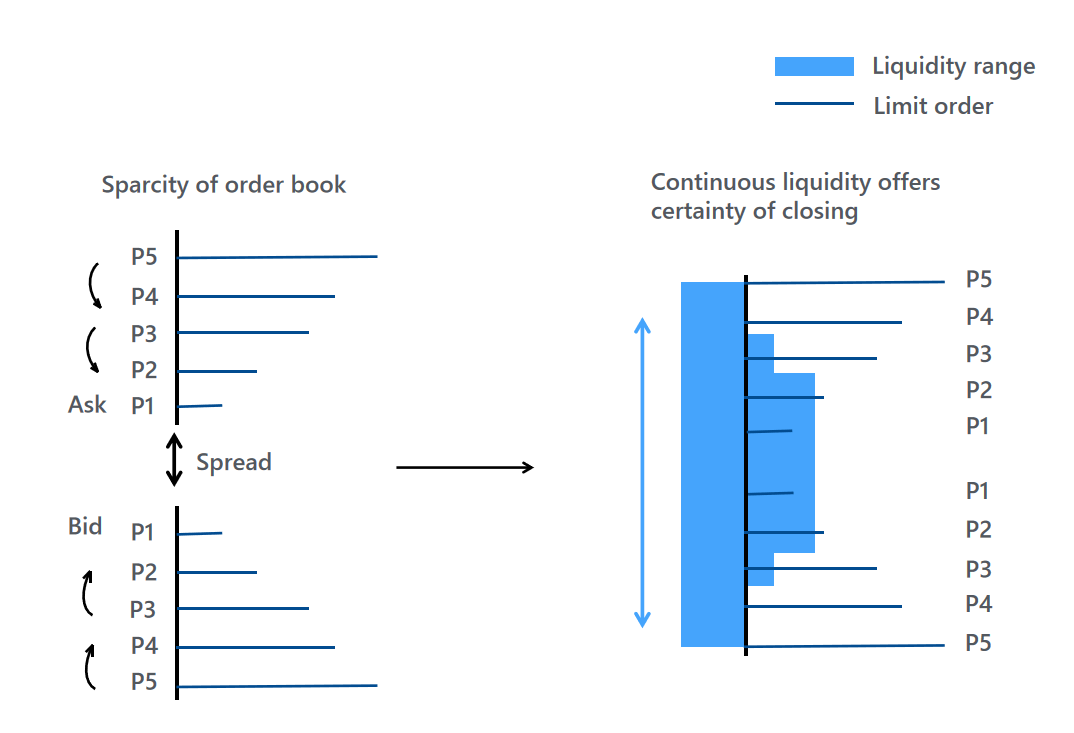 Liquidity range
Limit order
Sparcity of order book
P5
P4
P3
P2
Ask P1
Spread
Bid P1
P2
P3
P4
P5
Continuous liquidity offers
certainty of closing
P5
P4
P3
P2
P1
P1
P2
P3
P4
P5